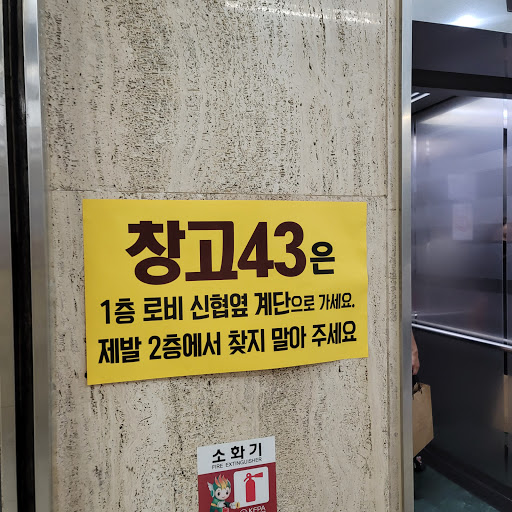 창고43은
1층 로비 신협옆 계단으로 가세요.
제발 2층에서 찾지 말아 주세요
소화기
FIRE EXTINGUISHER
KFPA